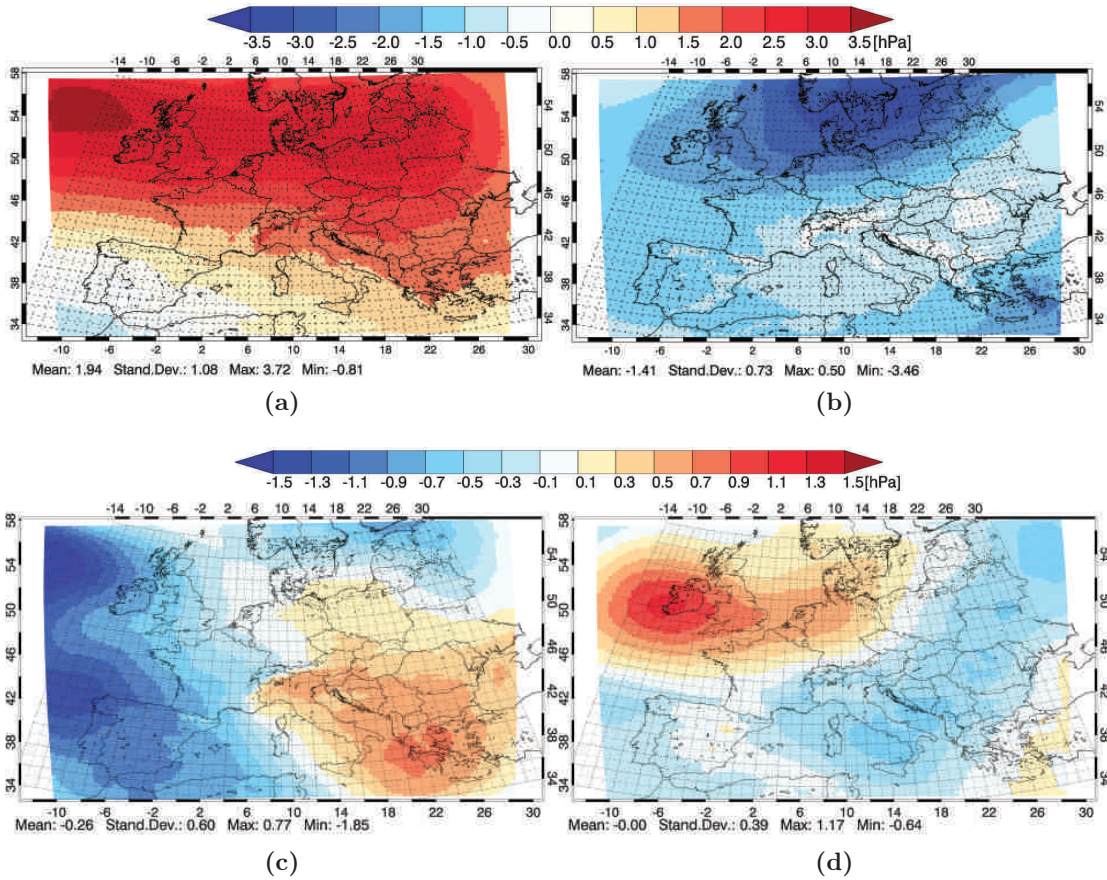 -3.5 -3.0 -2.5 -2.0 -1.5 -1.0 -0.5 0.0 0.5 1.0 1.5 2.0 2.5 3.0 3.5 [hPa]
-14 -10 -6 -2 2 6 10 14 18 22 26 30
58
54
50
46
42
38
34
58
54
50
46
42
38
34
-10 -6 -2 2 6 10 14 18 22 26 30
Mean: 1.94 Stand.Dev.: 1.08 Max: 3.72 Min: -0.81
(a)
-14 -10 -6 -2 2 6 10 14 18 22 26 30
58
54
50
46
42
38
34
54
50
46
42
38
34
-10 -6 -2 2 6 10 14 18 22 26 30
Mean: -1.41 Stand.Dev.: 0.73 Max: 0.50 Min: -3.46
(b)
-1.5 -1.3 -1.1 -0.9 -0.7 -0.5 -0.3 -0.1 0.1 0.3 0.5 0.7 0.9 1.1 1.3 1.5[hPa]
-14 -10 -6 -2 2 6 10 14 18 22 26 30
58
54
50
46
42
38
34
54
50
46
42
38
34
-10 -6 -2 2 6 10 14 18 22 26 30
Mean: -0.26 Stand.Dev.: 0.60 Max: 0.77 Min: -1.85
(c)
-14 -10 -6 -2 2 6 10 14 18 22 26 30
58
54
50
46
42
38
34
54
50
46
42
38
34
-10 -6 -2 2 6 10 14 18 22 26 30
Mean: -0.00 Stand.Dev.: 0.39 Max: 1.17 Min: -0.64
(d)